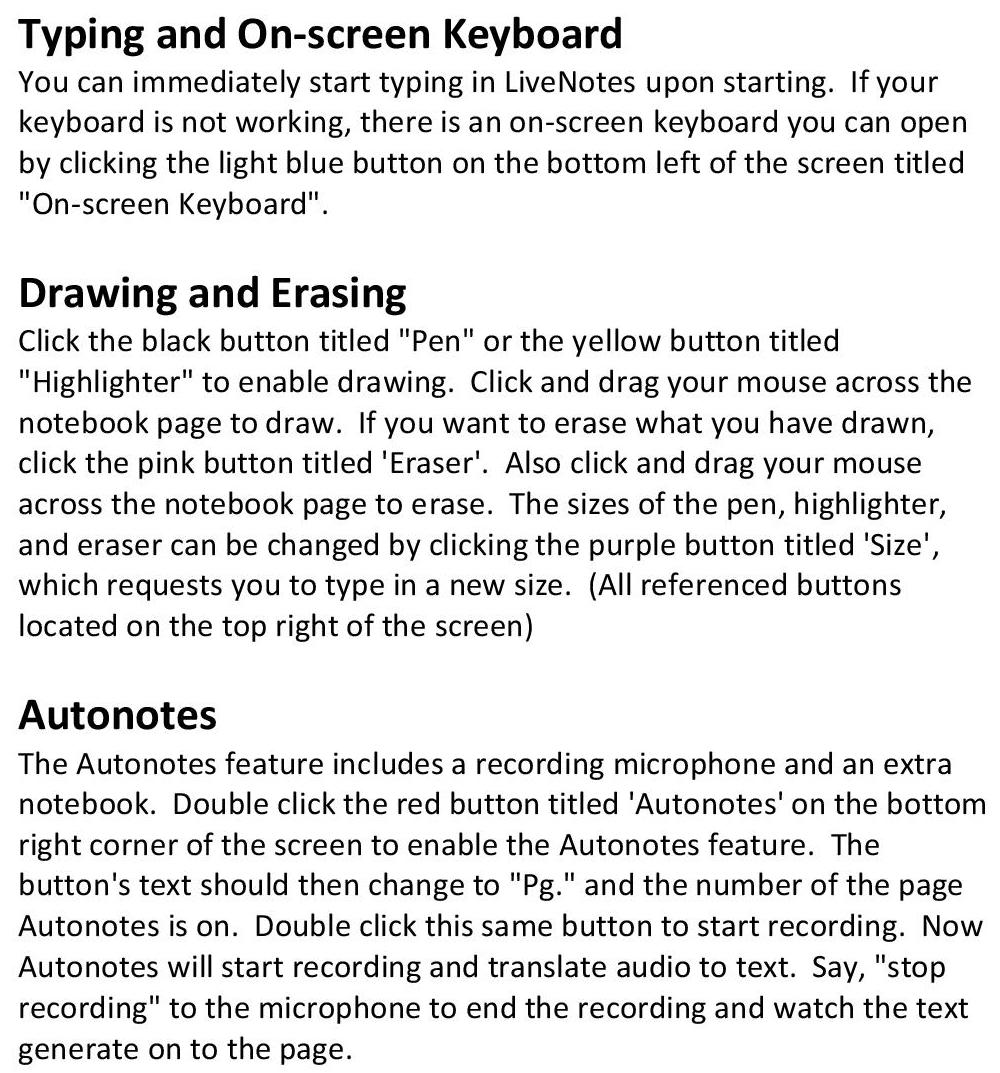 Typing and On-screen Keyboard
You can immediately start typing in LiveNotes upon starting.  If your
keyboard is not working, there is an on-screen keyboard you can open
by clicking the light blue button on the bottom left of the screen titled
"On-screen Keyboard".
Drawing and Erasing
Click the black button titled "Pen" or the yellow button titled
"Highlighter" to enable drawing.  Click and drag your mouse across the
notebook page to draw.  If you want to erase what you have drawn,
click the pink button titled 'Eraser'.  Also click and drag your mouse
across the notebook page to erase.  The sizes of the pen, highlighter,
and eraser can be changed by clicking the purple button titled 'Size',
which requests you to type in a new size.  (All referenced buttons
located on the top right of the screen)
Autonotes
The Autonotes feature includes a recording microphone and an extra
notebook.  Double click the red button titled 'Autonotes' on the bottom
right corner of the screen to enable the Autonotes feature.  The
button's text should then change to "Pg." and the number of the page
Autonotes is on.  Double click this same button to start recording.  Now
Autonotes will start recording and translate audio to text.  Say, "stop
recording" to the microphone to end the recording and watch the text
generate on to the page.